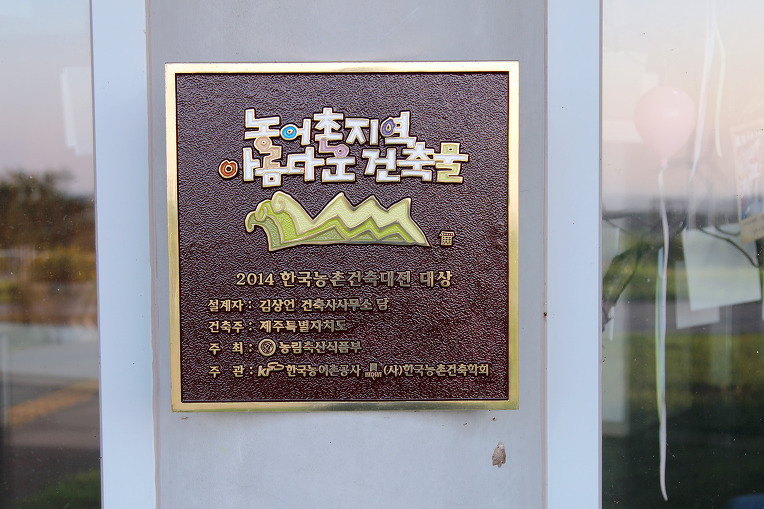 농어촌지역
아름다운 건축물
2014 한국농촌건축대전 대상
설계자 : 김상언 건축사사무소 담
건축주 : 제주특별자치도
주 최 : 농림축산식품부
주 관 : 한국농어촌공사 (사)한국농촌건축학회